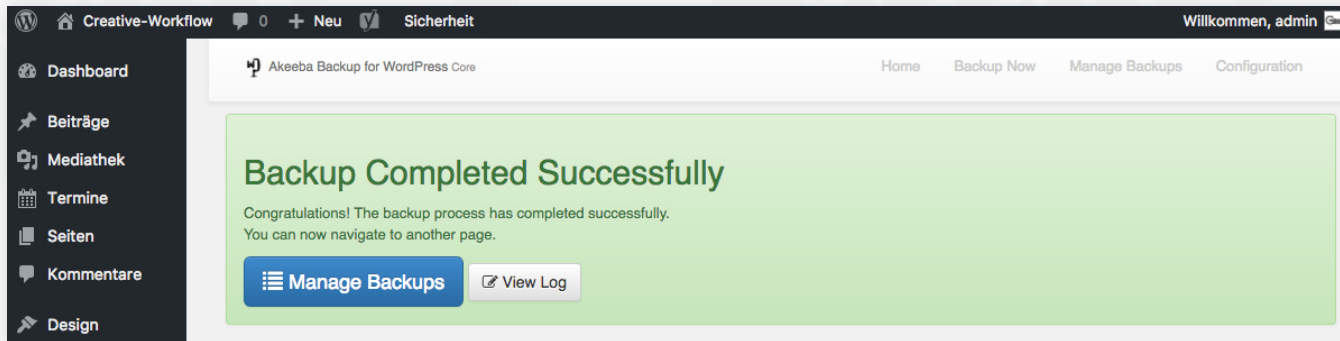 Creative-Workflow 0 Neu Sicherheit Willkommen, admin
Dashboard
Beiträge
Mediathek
Termine
Seiten
Kommentare
Design
Akeeba Backup for WordPress Core Home Backup Now Manage Backups Configuration
Backup Completed Successfully
Congratulations! The backup process has completed successfully.
You can now navigate to another page.
Manage Backups View Log